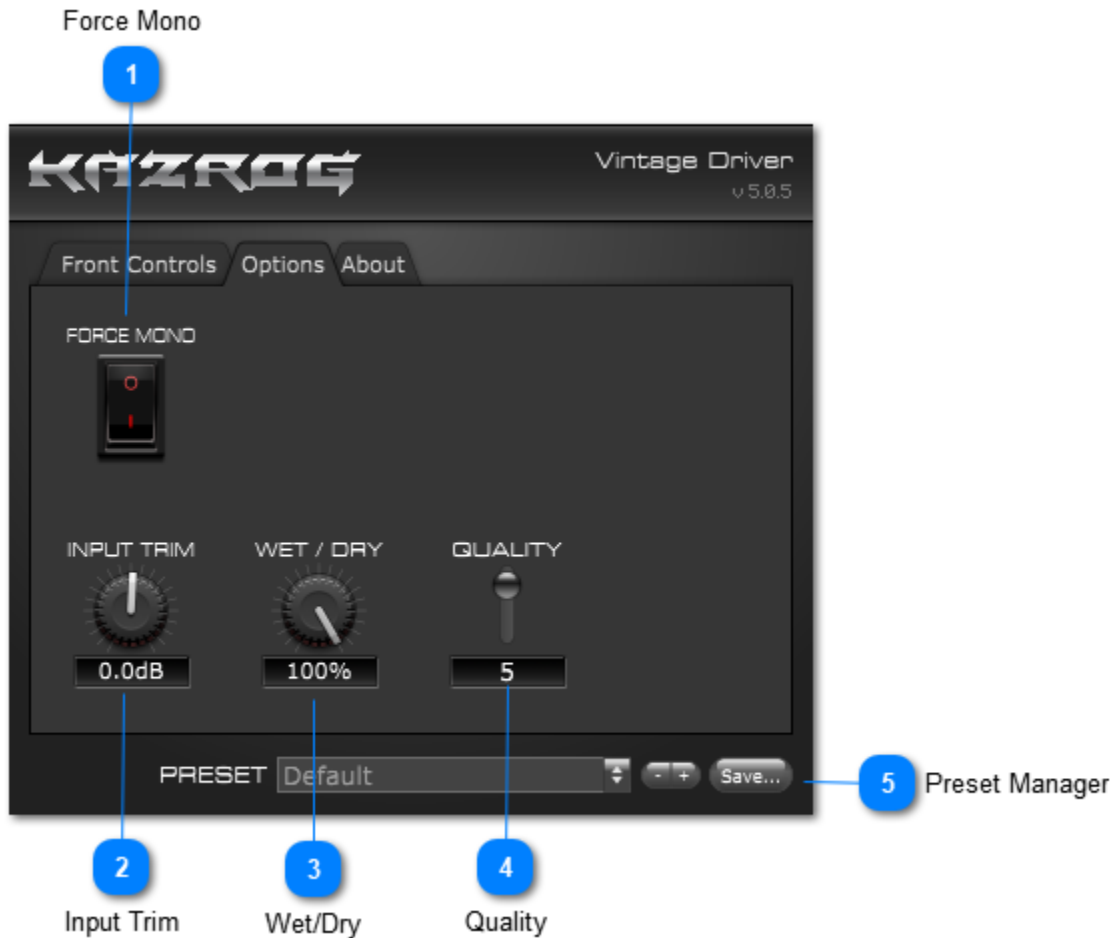 Force Mono
1
KAZROG
Vintage Driver
v 5.0.5
Front Controls Options About
FORCE MONO
O
I
INPUT TRIM WET / DRY QUALITY
0.0dB 100% 5
PRESET Default - + Save...
5 Preset Manager
2 3 4
Input Trim Wet/Dry Quality